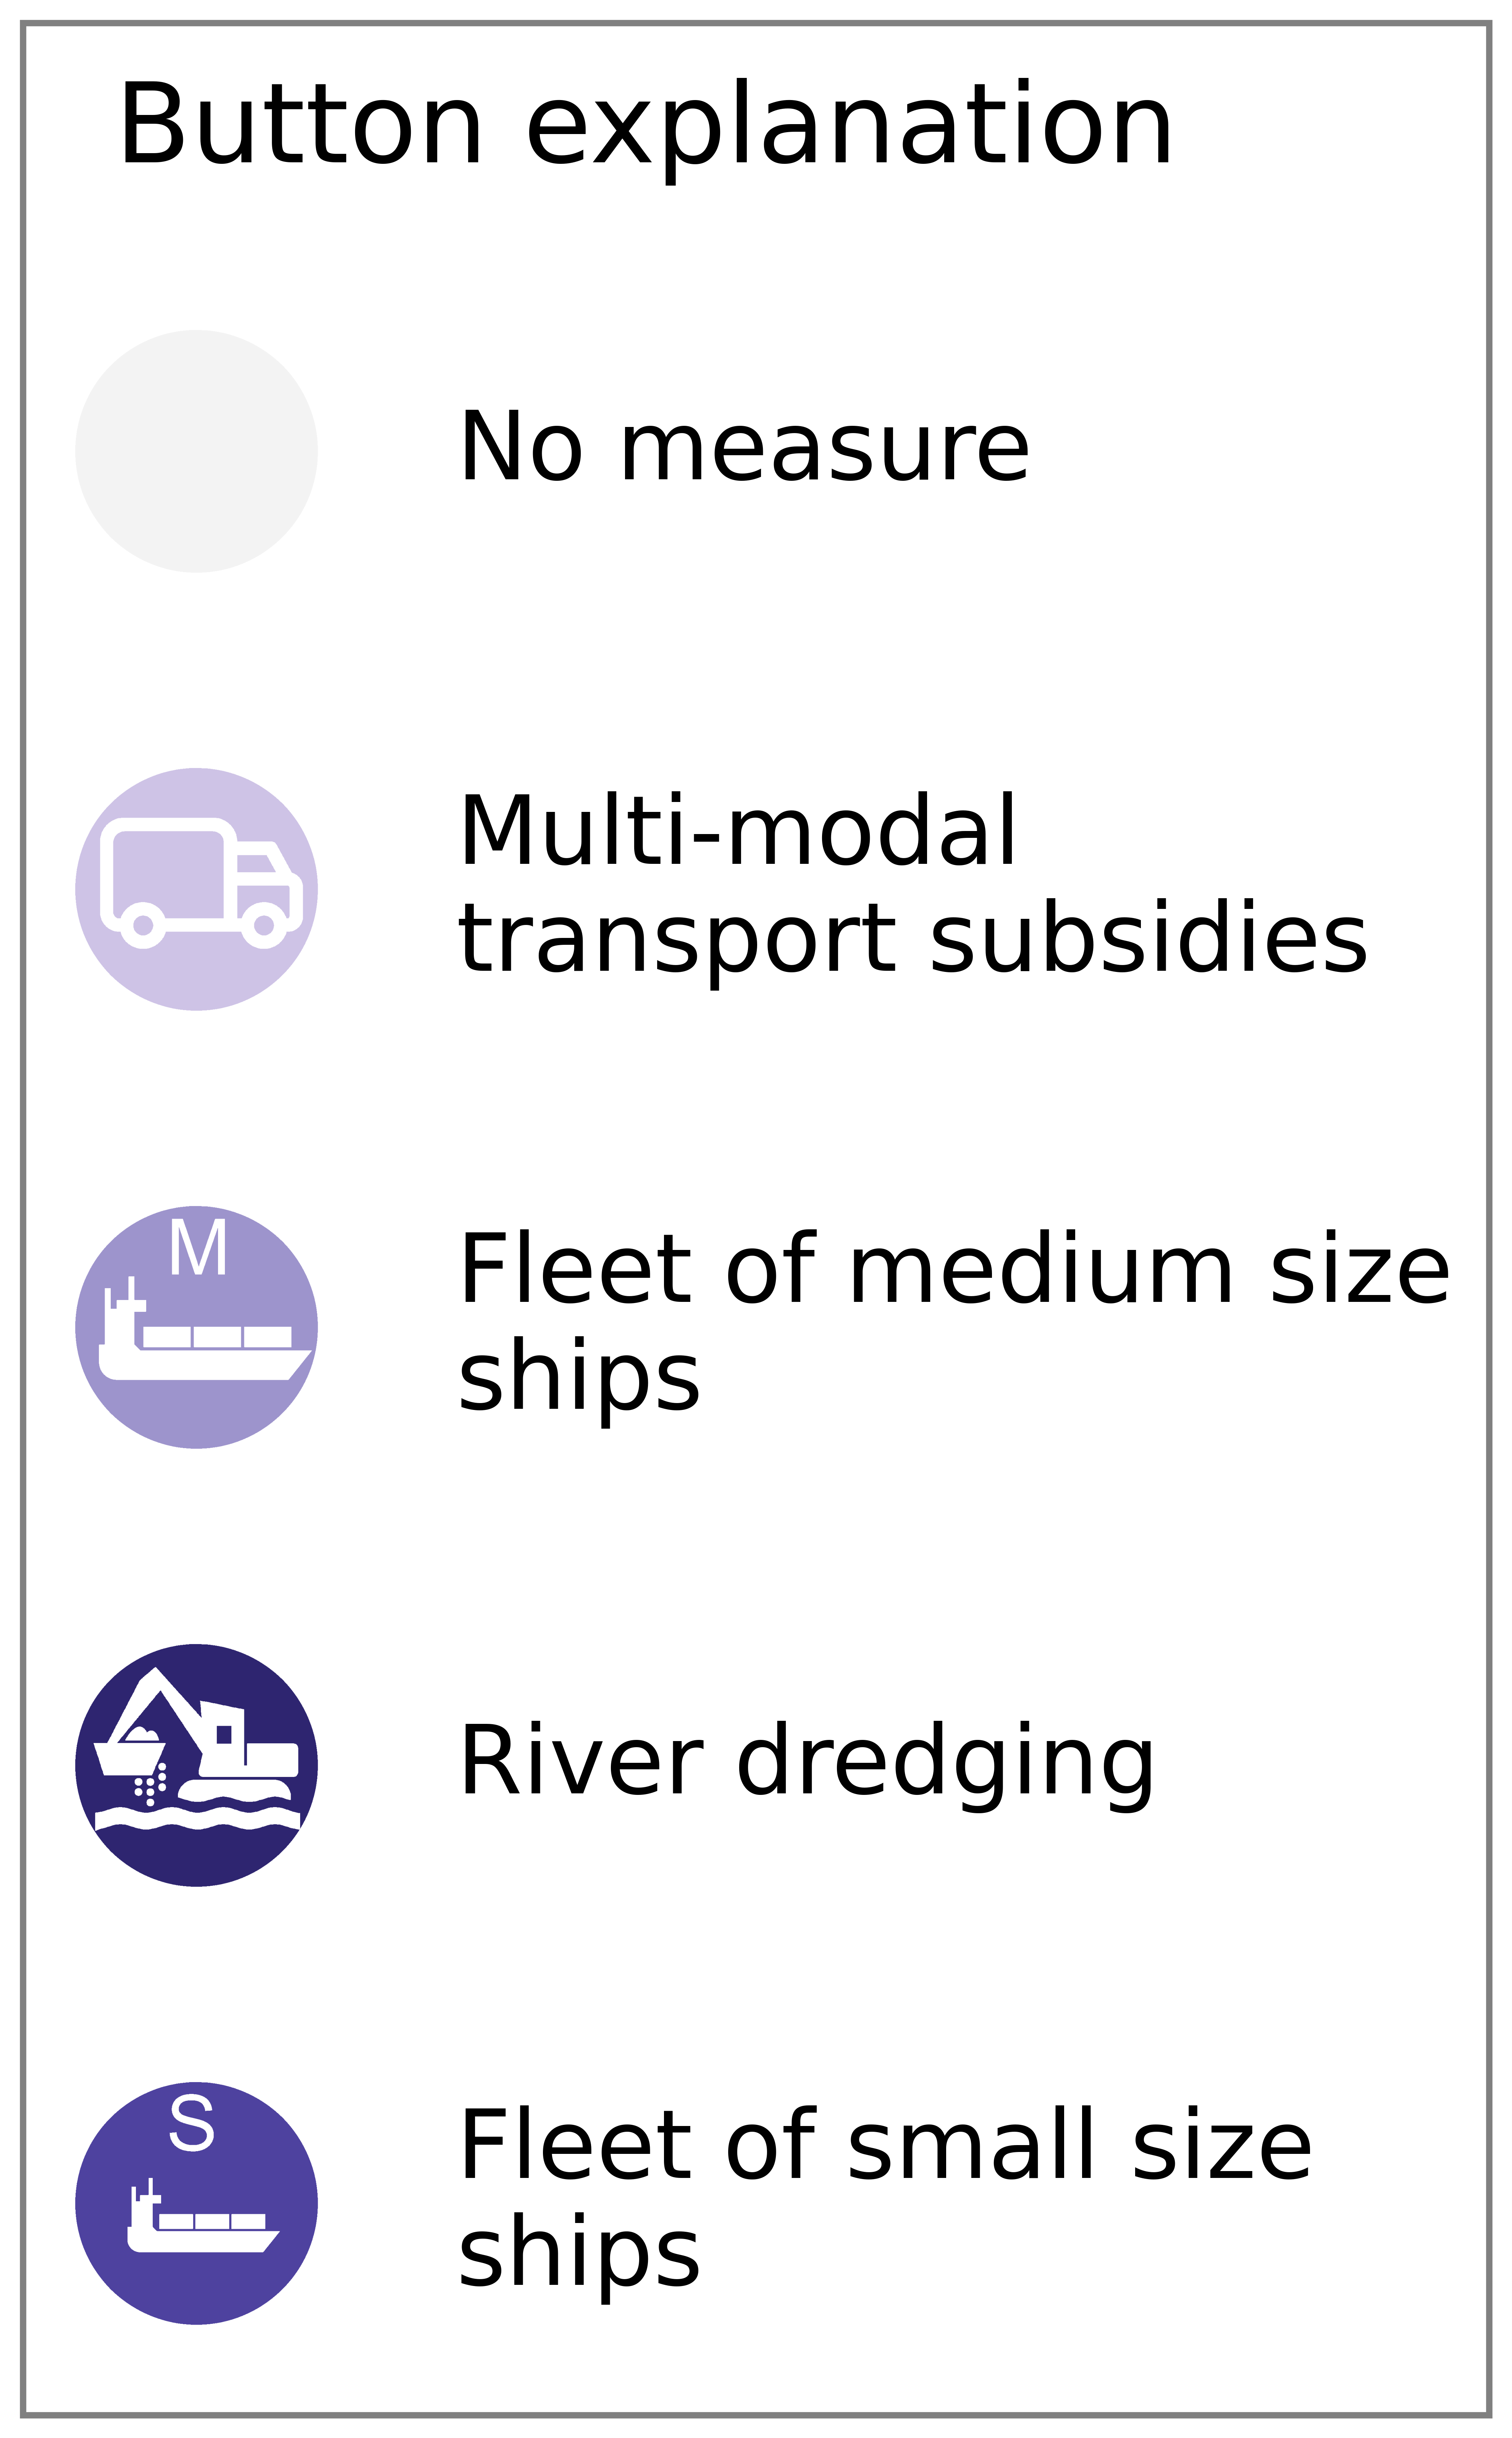 Button explanation
No measure
Multi-modal
transport subsidies
M
Fleet of medium size
ships
River dredging
S
Fleet of small size
ships